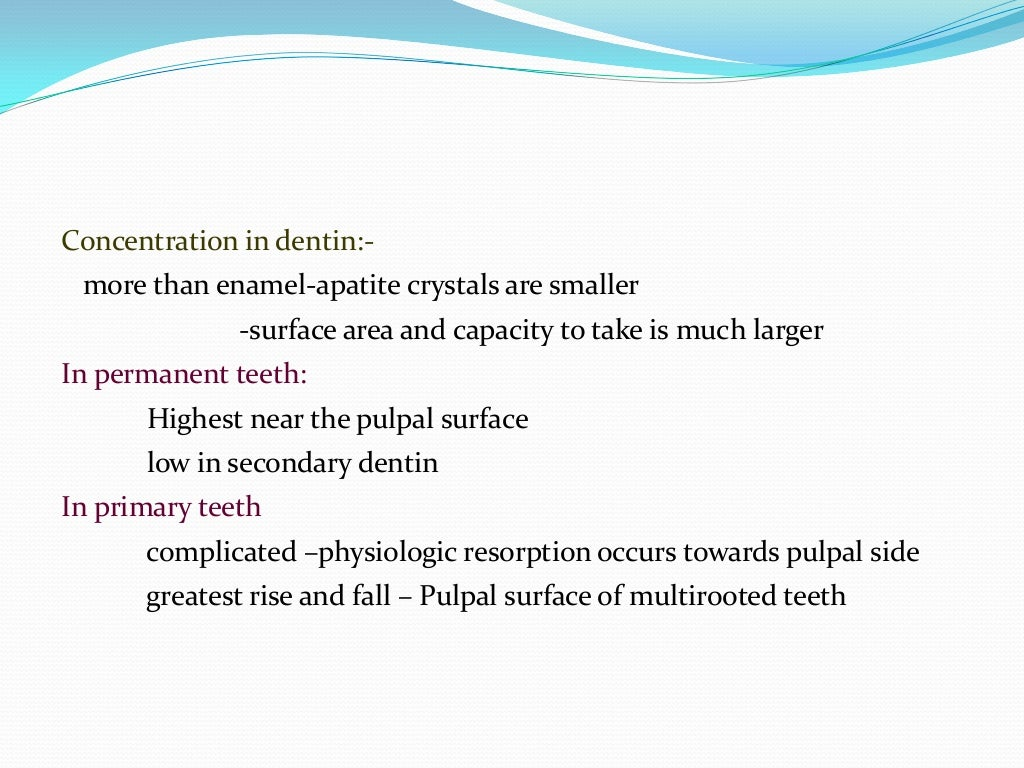 Concentration in dentin:-
more than enamel-apatite crystals are smaller
-surface area and capacity to take is much larger
In permanent teeth:
Highest near the pulpal surface
low in secondary dentin
In primary teeth
complicated –physiologic resorption occurs towards pulpal side
greatest rise and fall – Pulpal surface of multirooted teeth